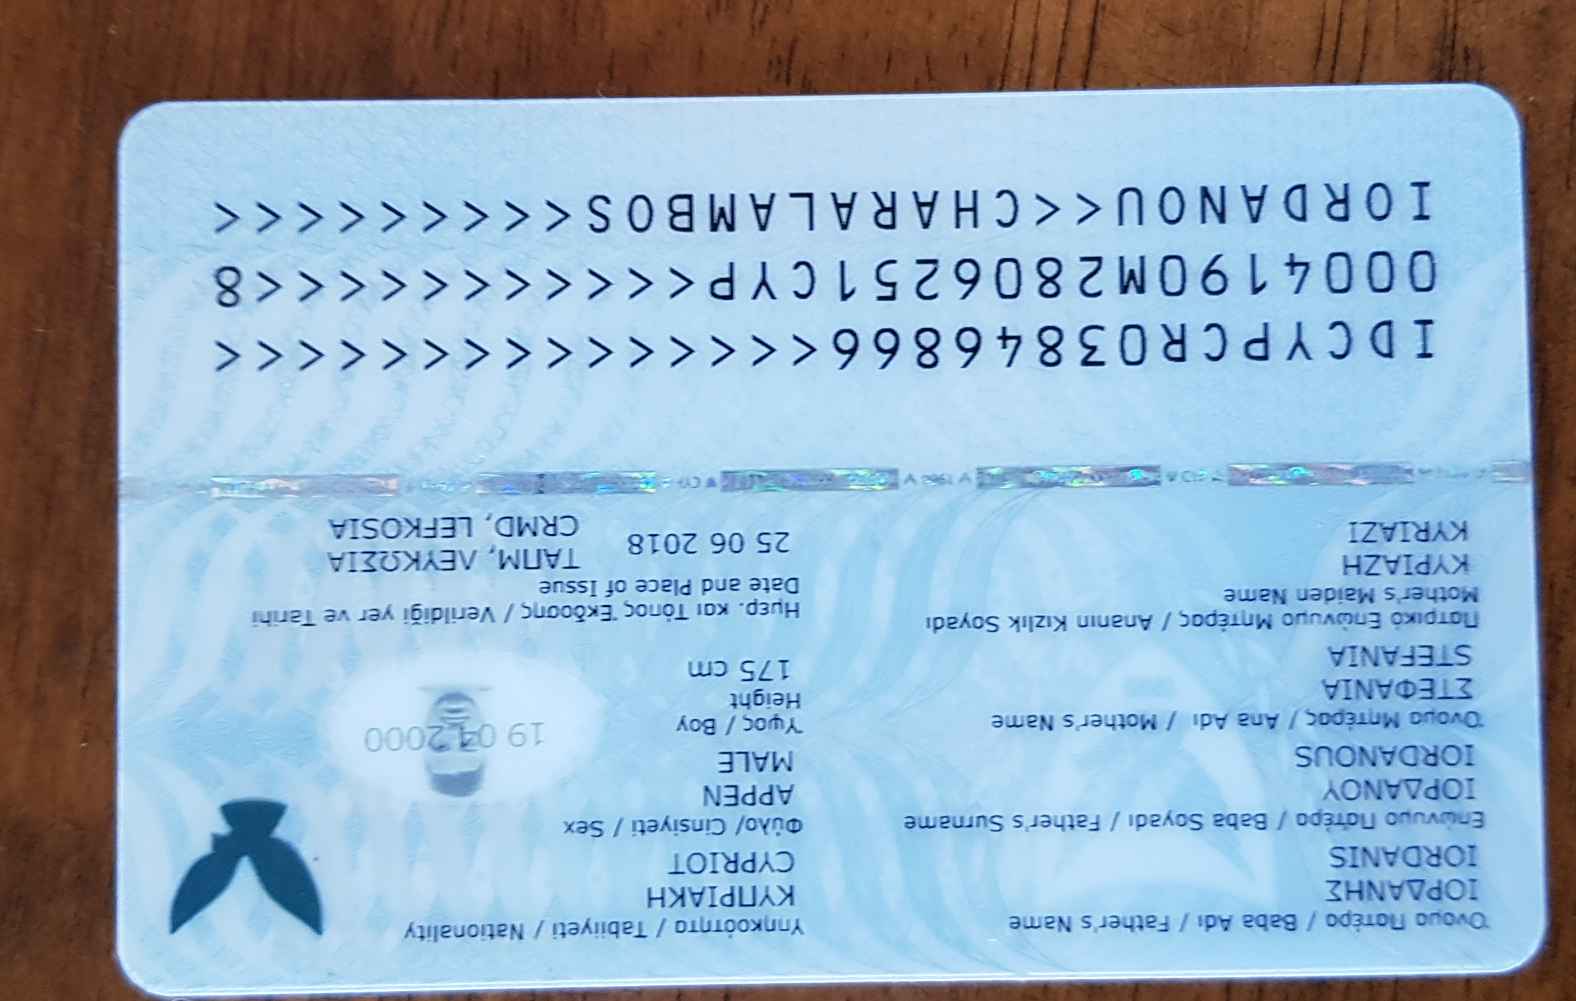 Όνομα Πατέρα / Baba Adı / Father's Name
ΙΟΡΔΑΝΗΣ
IORDANIS
Επώνυμο Πατέρα / Baba Soyadı / Father's Surname
ΙΟΡΔΑΝΟΥ
IORDANOUS
Όνομα Μητέρας / Ana Adı / Mother's Name
ΣΤΕΦΑΝΙΑ
STEFANIA
Πατρικό Επώνυμο Μητέρας / Ananın Kızlık Soyadı
Mother's Maiden Name
ΚΥΡΙΑΖΗ
KYRIAZI
Υπηκοότητα / Tabiiyeti / Nationality
ΚΥΠΡΙΑΚΗ
CYPRIOT
Φύλο/ Cinsiyeti / Sex
ΑΡΡΕΝ
MALE
Ύψος / Boy
Height
175 cm
19 04 2000
Ημερ. και Τόπος Έκδοσης / Verildiği yer ve Tarihi
Date and Place of Issue
25 06 2018
ΤΑΠΜ, ΛΕΥΚΩΣΙΑ
CRMD, LEFKOSIA
IDCYPCR03846866<<<<<<<<<<<<<<<
0004190M2806251CYP<<<<<<<<<<<8
IORDANOU<<CHARALAMBOS<<<<<<<<<